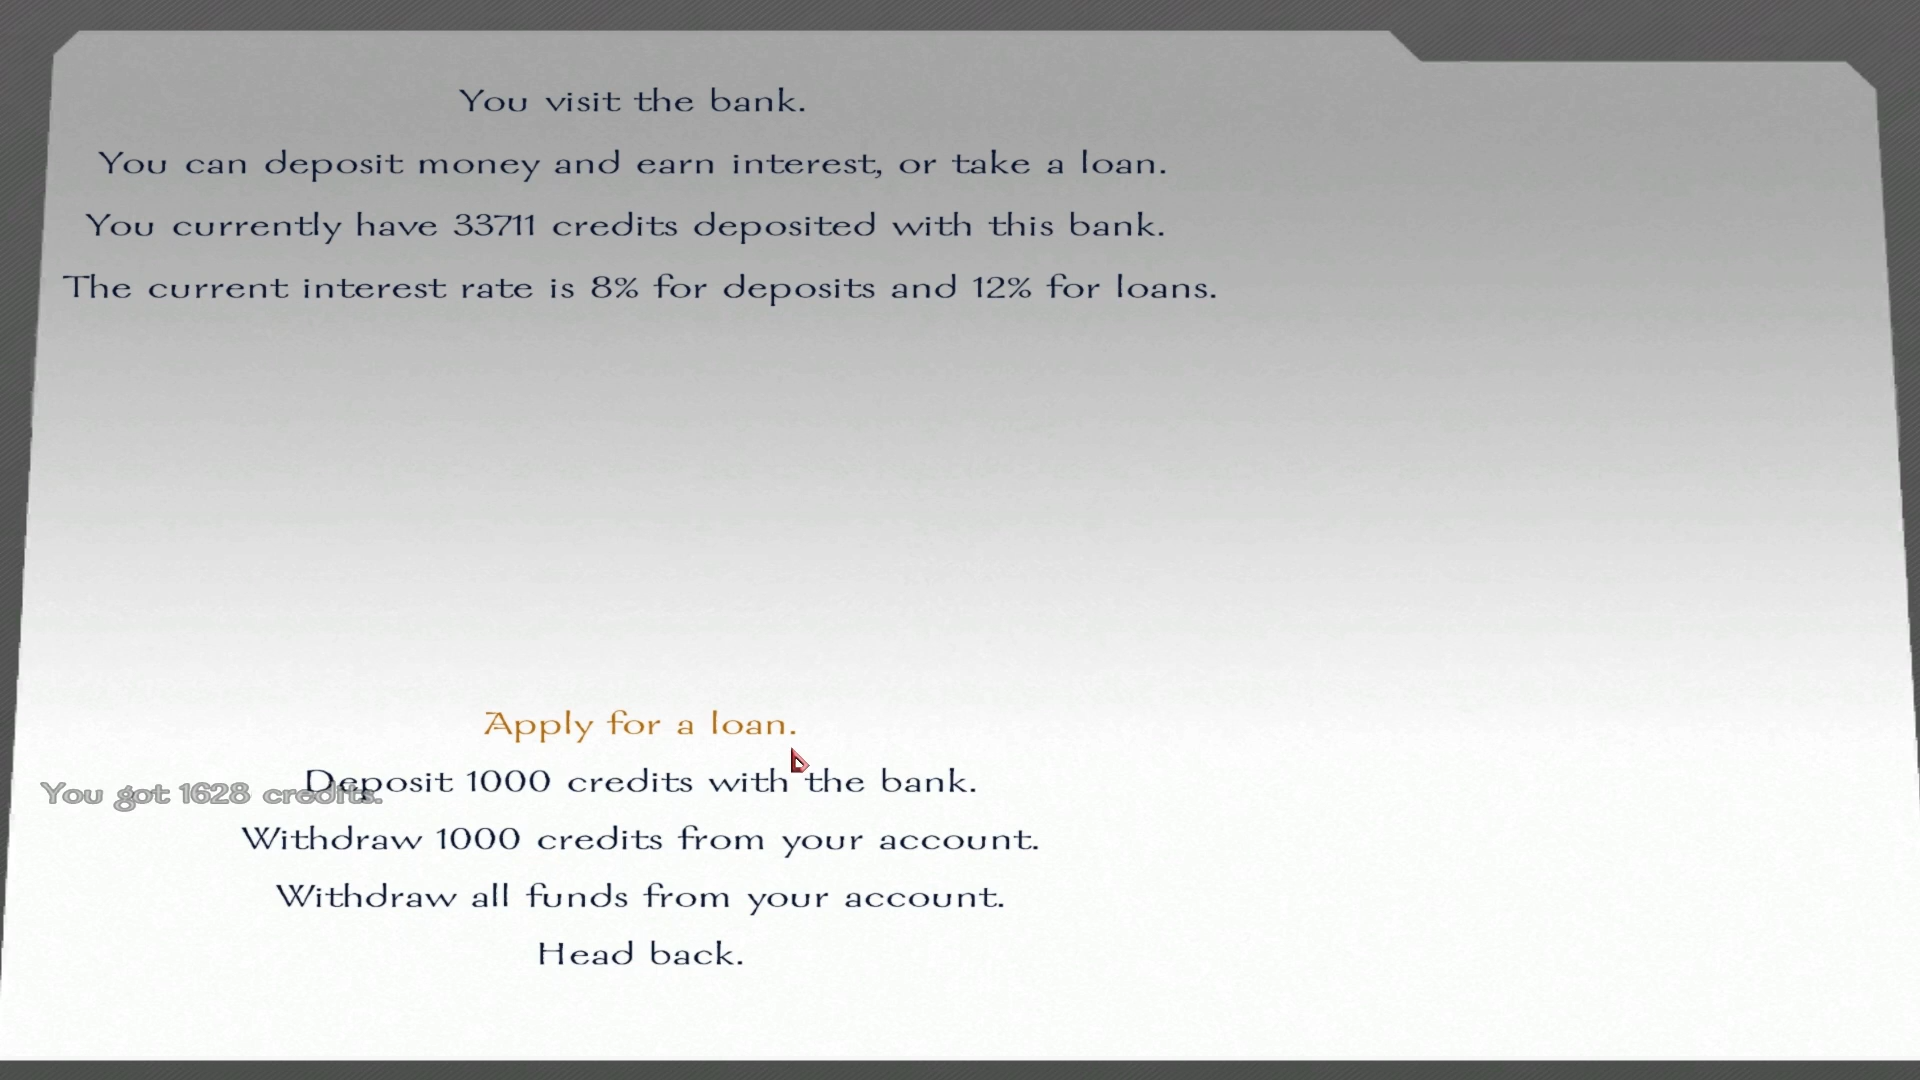 You visit the bank.
You can deposit money and earn interest, or take a loan.
You currently have 33711 credits deposited with this bank.
The current interest rate is 8% for deposits and 12% for loans.
Apply for a loan.
Deposit 1000 credits with the bank.
You got 1628 credits.
Withdraw 1000 credits from your account.
Withdraw all funds from your account.
Head back.